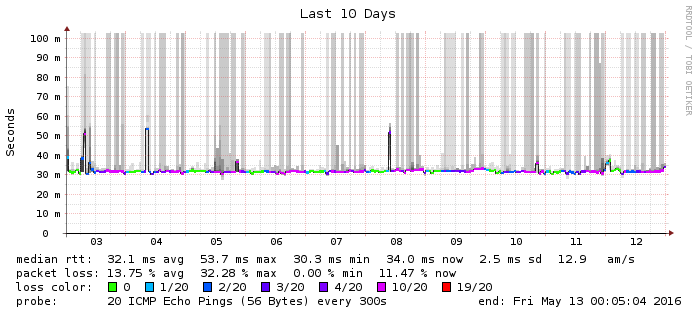 Last 10 Days
RRDTOOL / TOBI OETIKER
Seconds
100 m
90 m
80 m
70 m
60 m
50 m
40 m
30 m
20 m
10 m
0
03 04 05 06 07 08 09 10 11 12
median rtt: 32.1 ms avg 53.7 ms max 30.3 ms min 34.0 ms now 2.5 ms sd 12.9 am/s
packet loss: 13.75 % avg 32.28 % max 0.00 % min 11.47 % now
loss color: 0 1/20 2/20 3/20 4/20 10/20 19/20
probe: 20 ICMP Echo Pings (56 Bytes) every 300s end: Fri May 13 00:05:04 2016